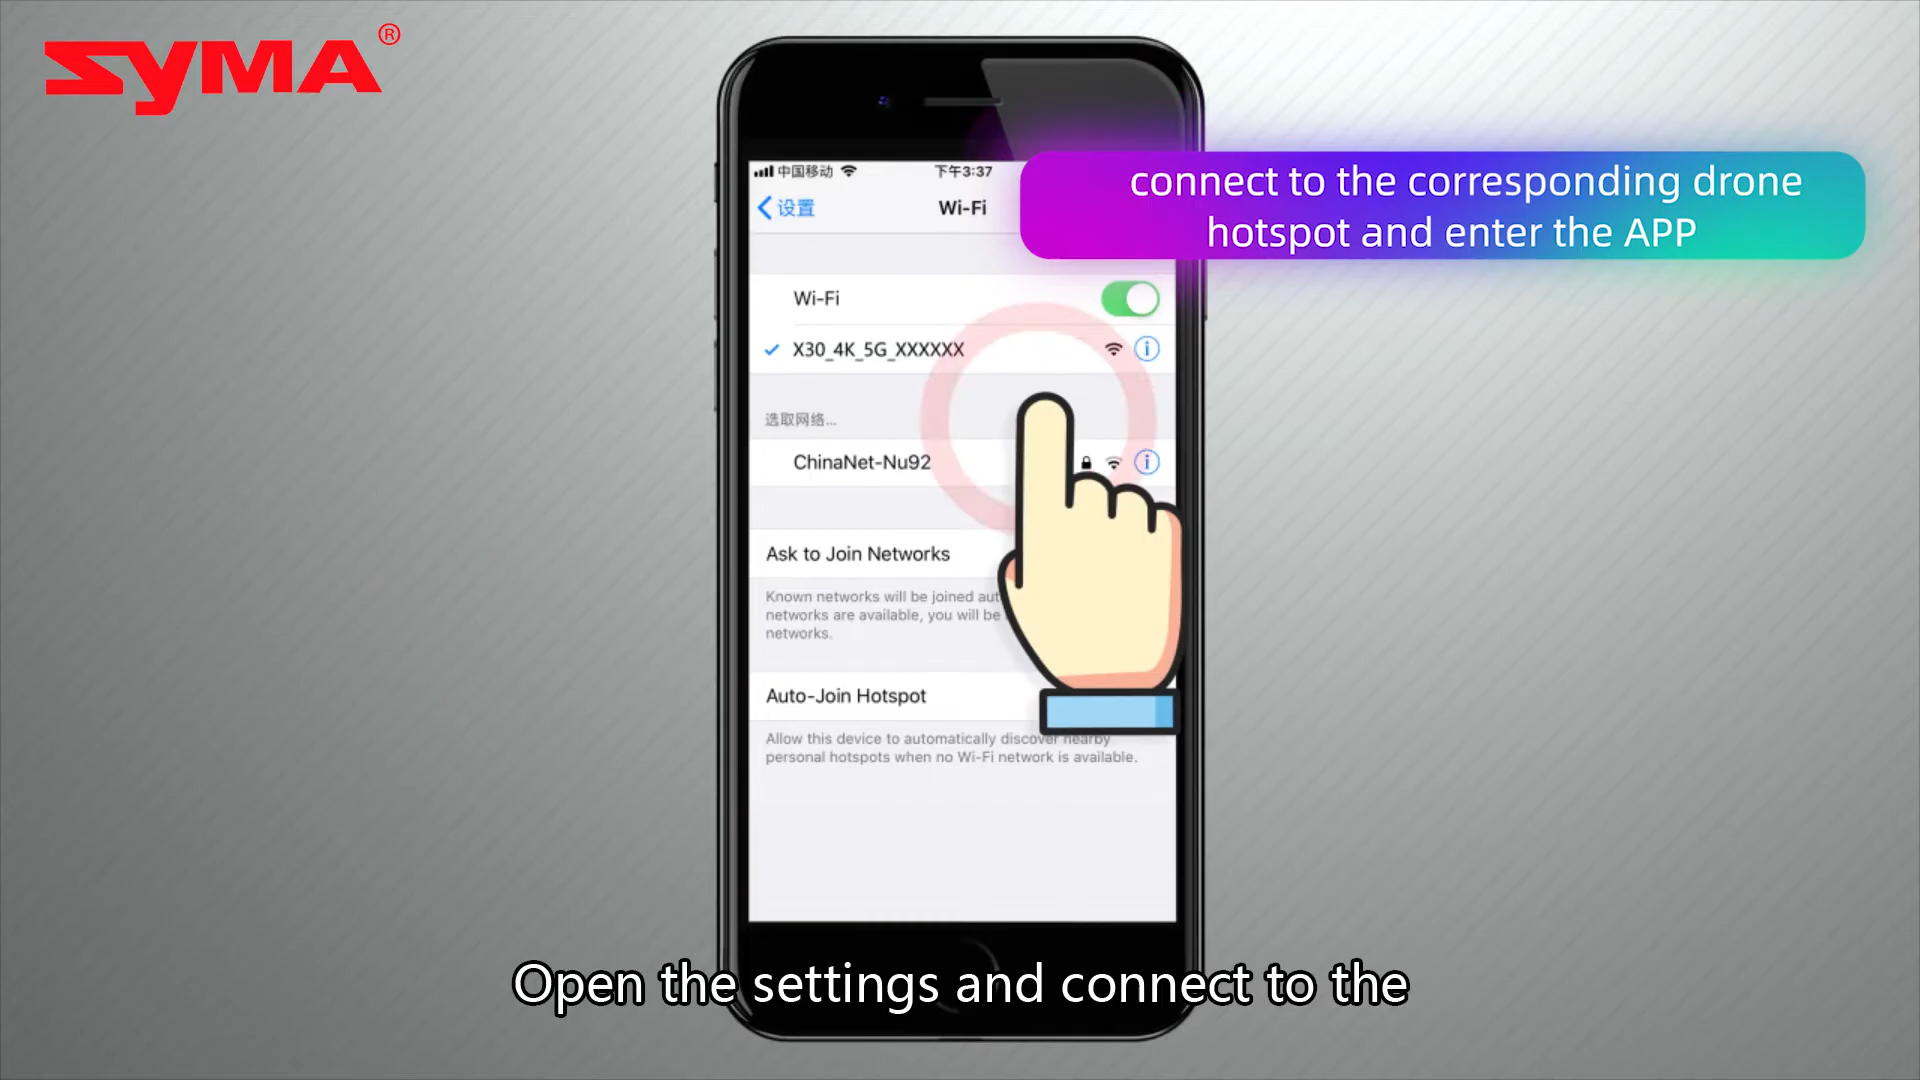 SYMA®
中国移动
下午3:37
connect to the corresponding drone
hotspot and enter the APP
设置
Wi-Fi
Wi-Fi
X30_4K_5G_XXXXXX
选取网络...
ChinaNet-Nu92
Ask to Join Networks
Known networks will be joined
networks are available, you will be
networks.
Auto-Join Hotspot
Allow this device to automatically discover nearby
personal hotspots when no Wi-Fi network is available.
Open the settings and connect to the